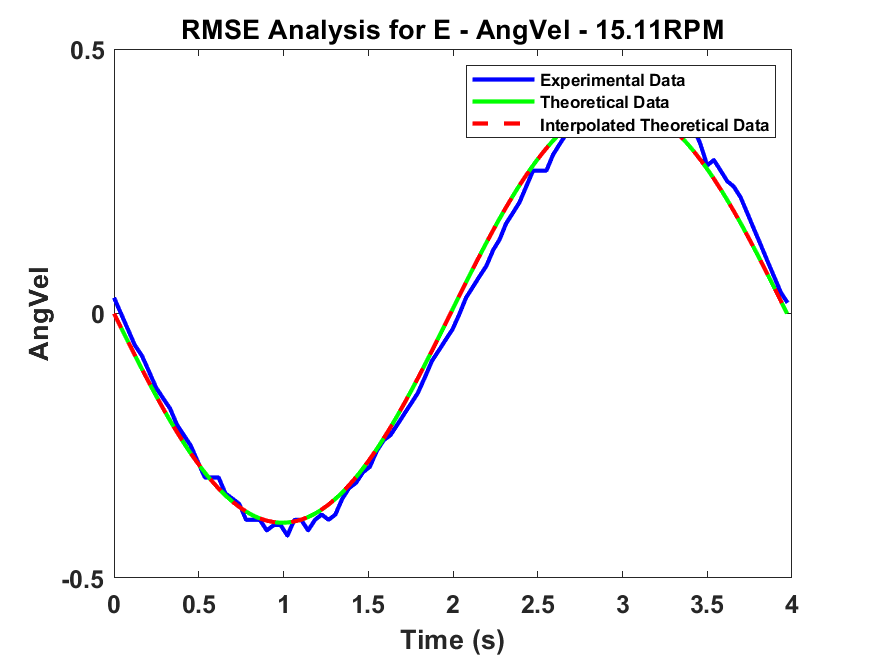 RMSE Analysis for E - AngVel - 15.11RPM
0.5
Experimental Data
Theoretical Data
Interpolated Theoretical Data
AngVel
0
-0.5
0 0.5 1 1.5 2 2.5 3 3.5 4
Time (s)